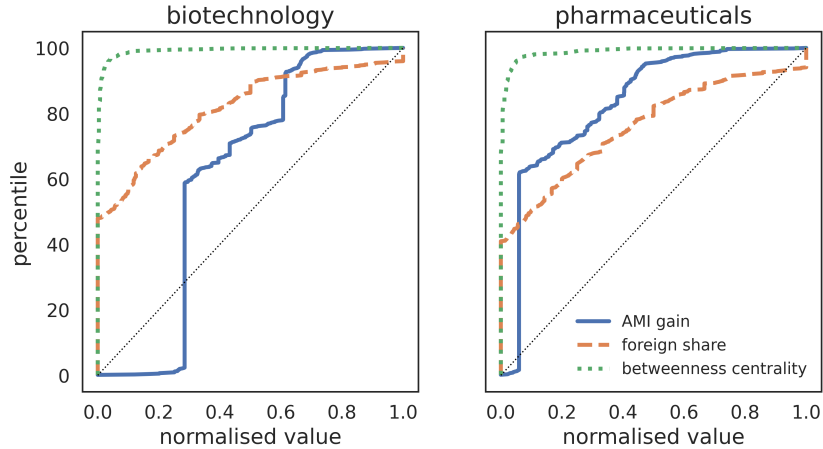 biotechnology
pharmaceuticals
percentile
100
80
60
40
20
0
0.0 0.2 0.4 0.6 0.8 1.0
normalised value
AMI gain
foreign share
betweenness centrality
0.0 0.2 0.4 0.6 0.8 1.0
normalised value